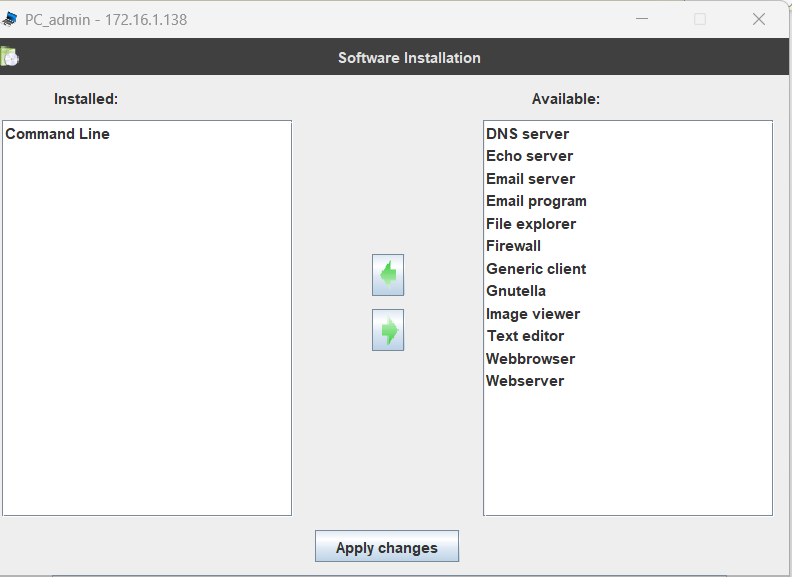 PC_admin - 172.16.1.138
Software Installation
Installed:
Available:
Command Line
DNS server
Echo server
Email server
Email program
File explorer
Firewall
Generic client
Gnutella
Image viewer
Text editor
Webbrowser
Webserver
Apply changes